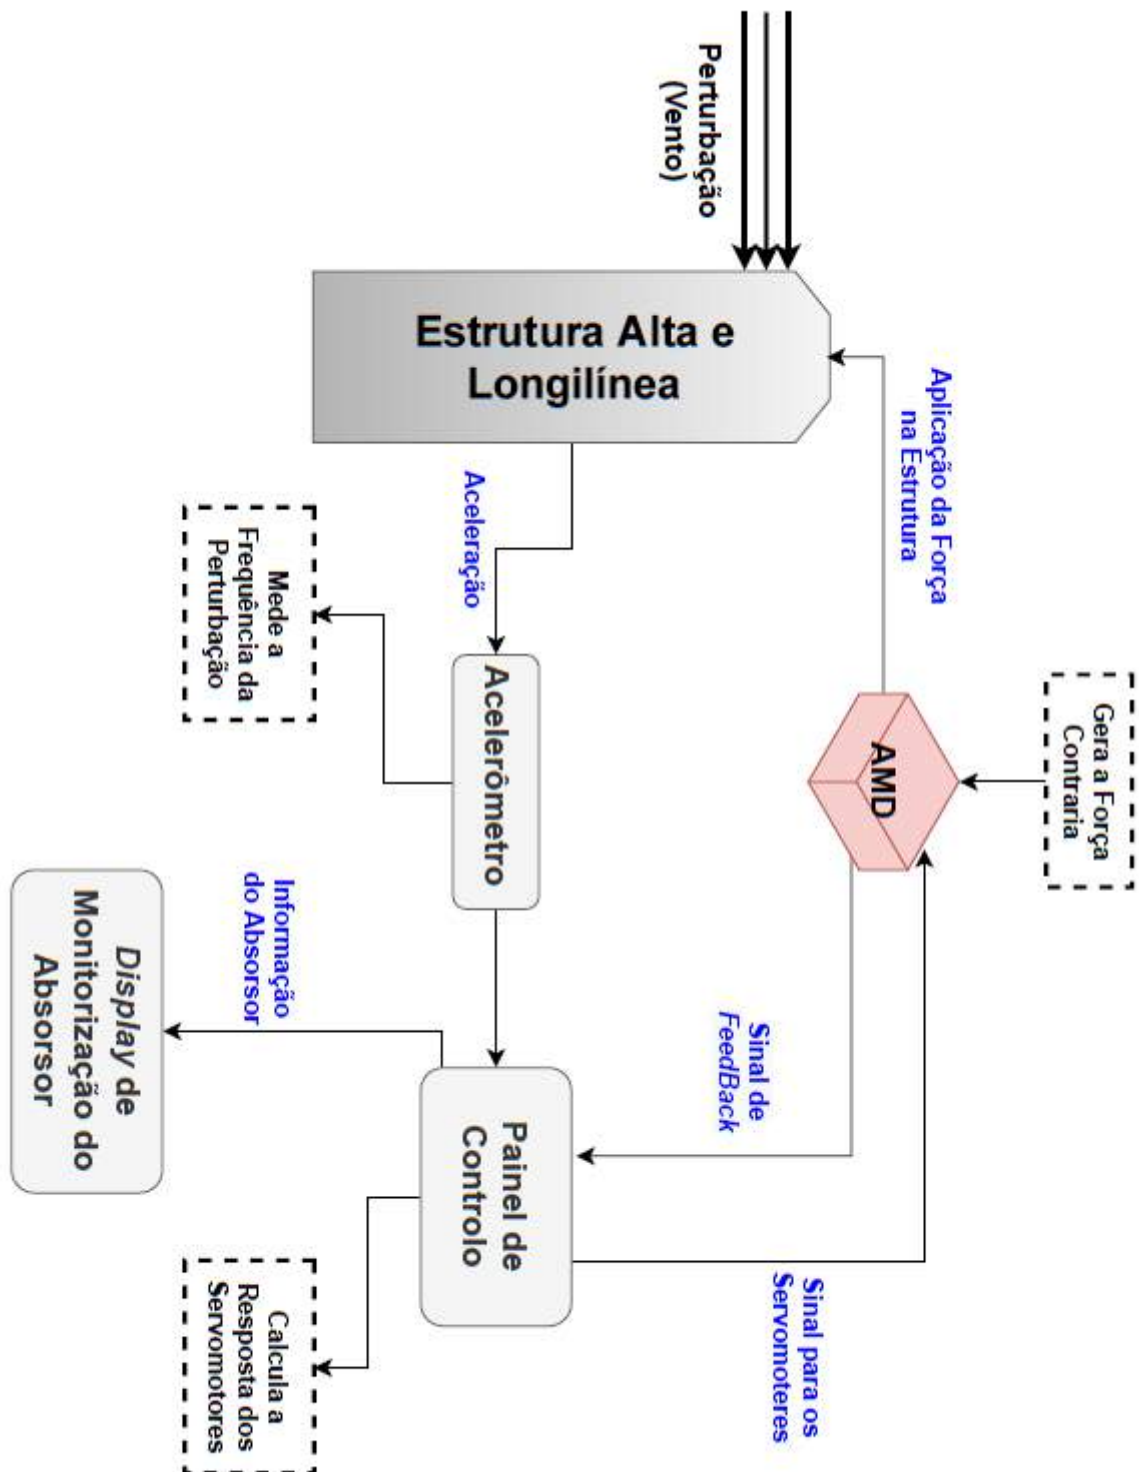 Perturbação
(Vento)
Estrutura Alta e
Longilínea
Aplicação da Força
na Estrutura
Gera a Força
Contraria
AMD
Aceleração
Mede a
Frequência da
Perturbação
Acelerômetro
Sinal de
FeedBack
Sinal para os
Servomoteres
Informação
do Absorsor
Painel de
Controlo
Display de
Monitorização do
Absorsor
Calcula a
Resposta dos
Servomotores